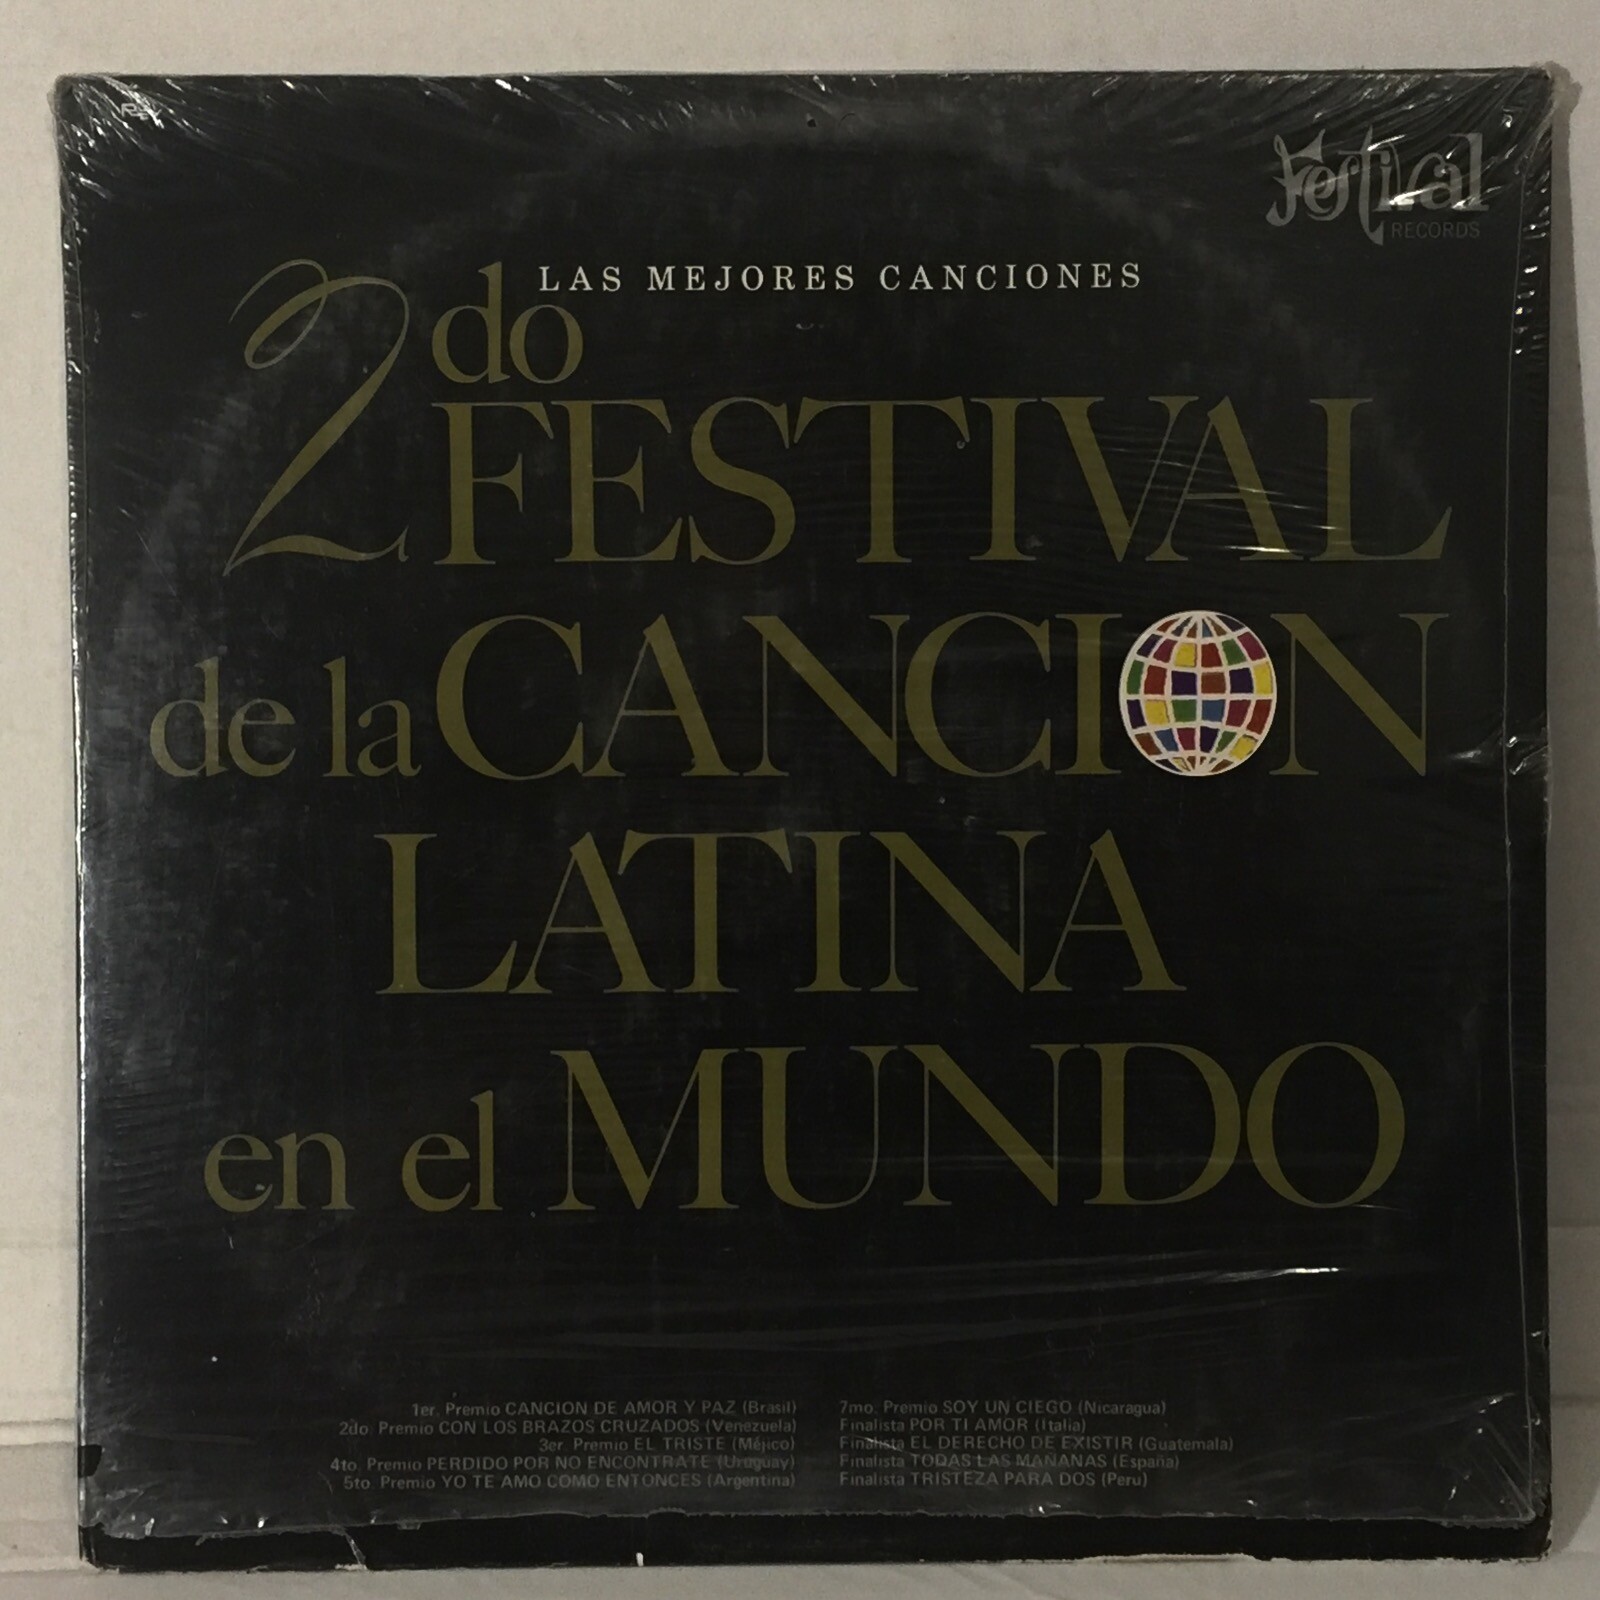 Festival
RECORDS
LAS MEJORES CANCIONES
2do
FESTIVAL
de la CANCION
LATINA
en el MUNDO
1er. Premio CANCION DE AMOR Y PAZ (Brasil)
2do. Premio CON LOS BRAZOS CRUZADOS (Venezuela)
3er. Premio EL TRISTE (Méjico)
4to. Premio PERDIDO POR NO ENCONTRATE (Uruguay)
5to. Premio YO TE AMO COMO ENTONCES (Argentina)
7mo. Premio SOY UN CIEGO (Nicaragua)
Finalista POR TI AMOR (Italia)
Finalista EL DERECHO DE EXISTIR (Guatemala)
Finalista TODAS LAS MAÑANAS (España)
Finalista TRISTEZA PARA DOS (Peru)